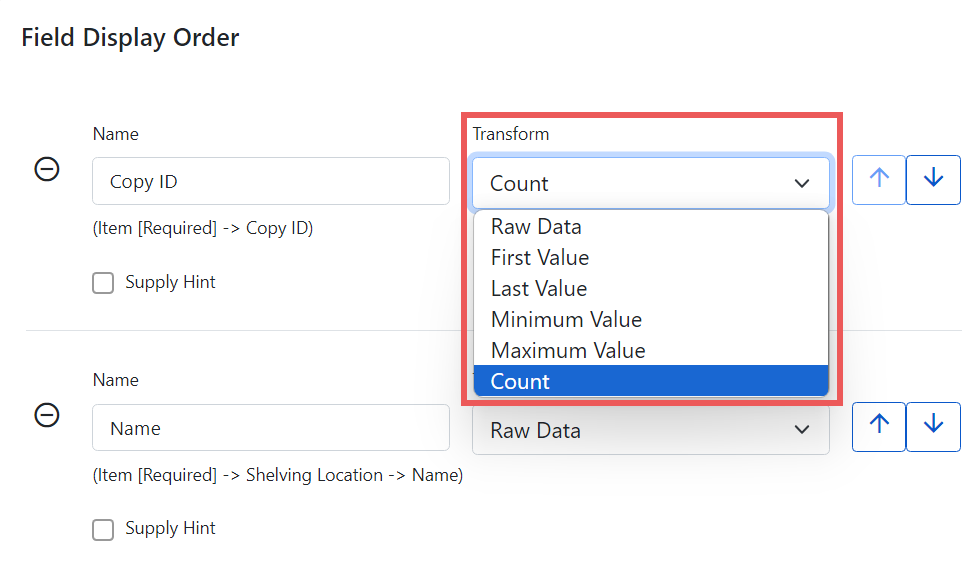 Field Display Order
Name
Transform
Copy ID
Count
(Item [Required] -> Copy ID)
Raw Data
First Value
Last Value
Minimum Value
Maximum Value
Count
Supply Hint
Name
Name
Raw Data
(Item [Required] -> Shelving Location -> Name)
Supply Hint